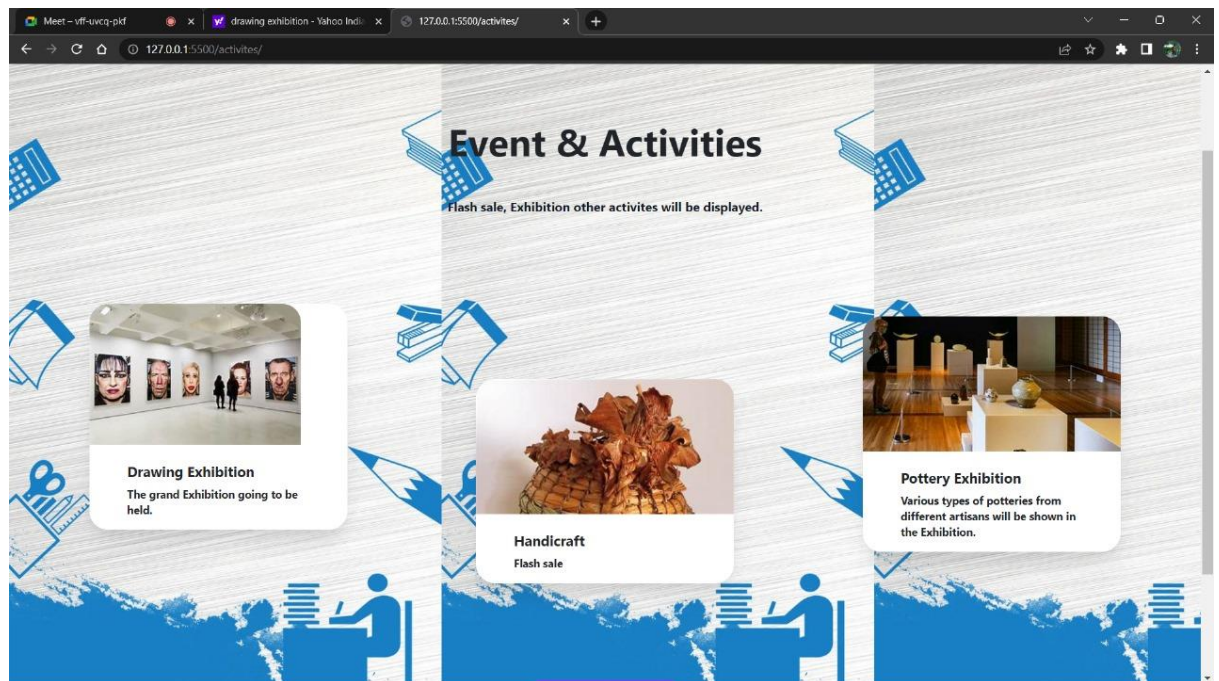 Meet – vff-uvcq-pkf
drawing exhibition - Yahoo Indi
127.0.0.1:5500/activites/
127.0.0.1:5500/activites/
Event & Activities
Flash sale, Exhibition other activites will be displayed.
Drawing Exhibition
The grand Exhibition going to be
held.
Handicraft
Flash sale
Pottery Exhibition
Various types of potteries from
different artisans will be shown in
the Exhibition.